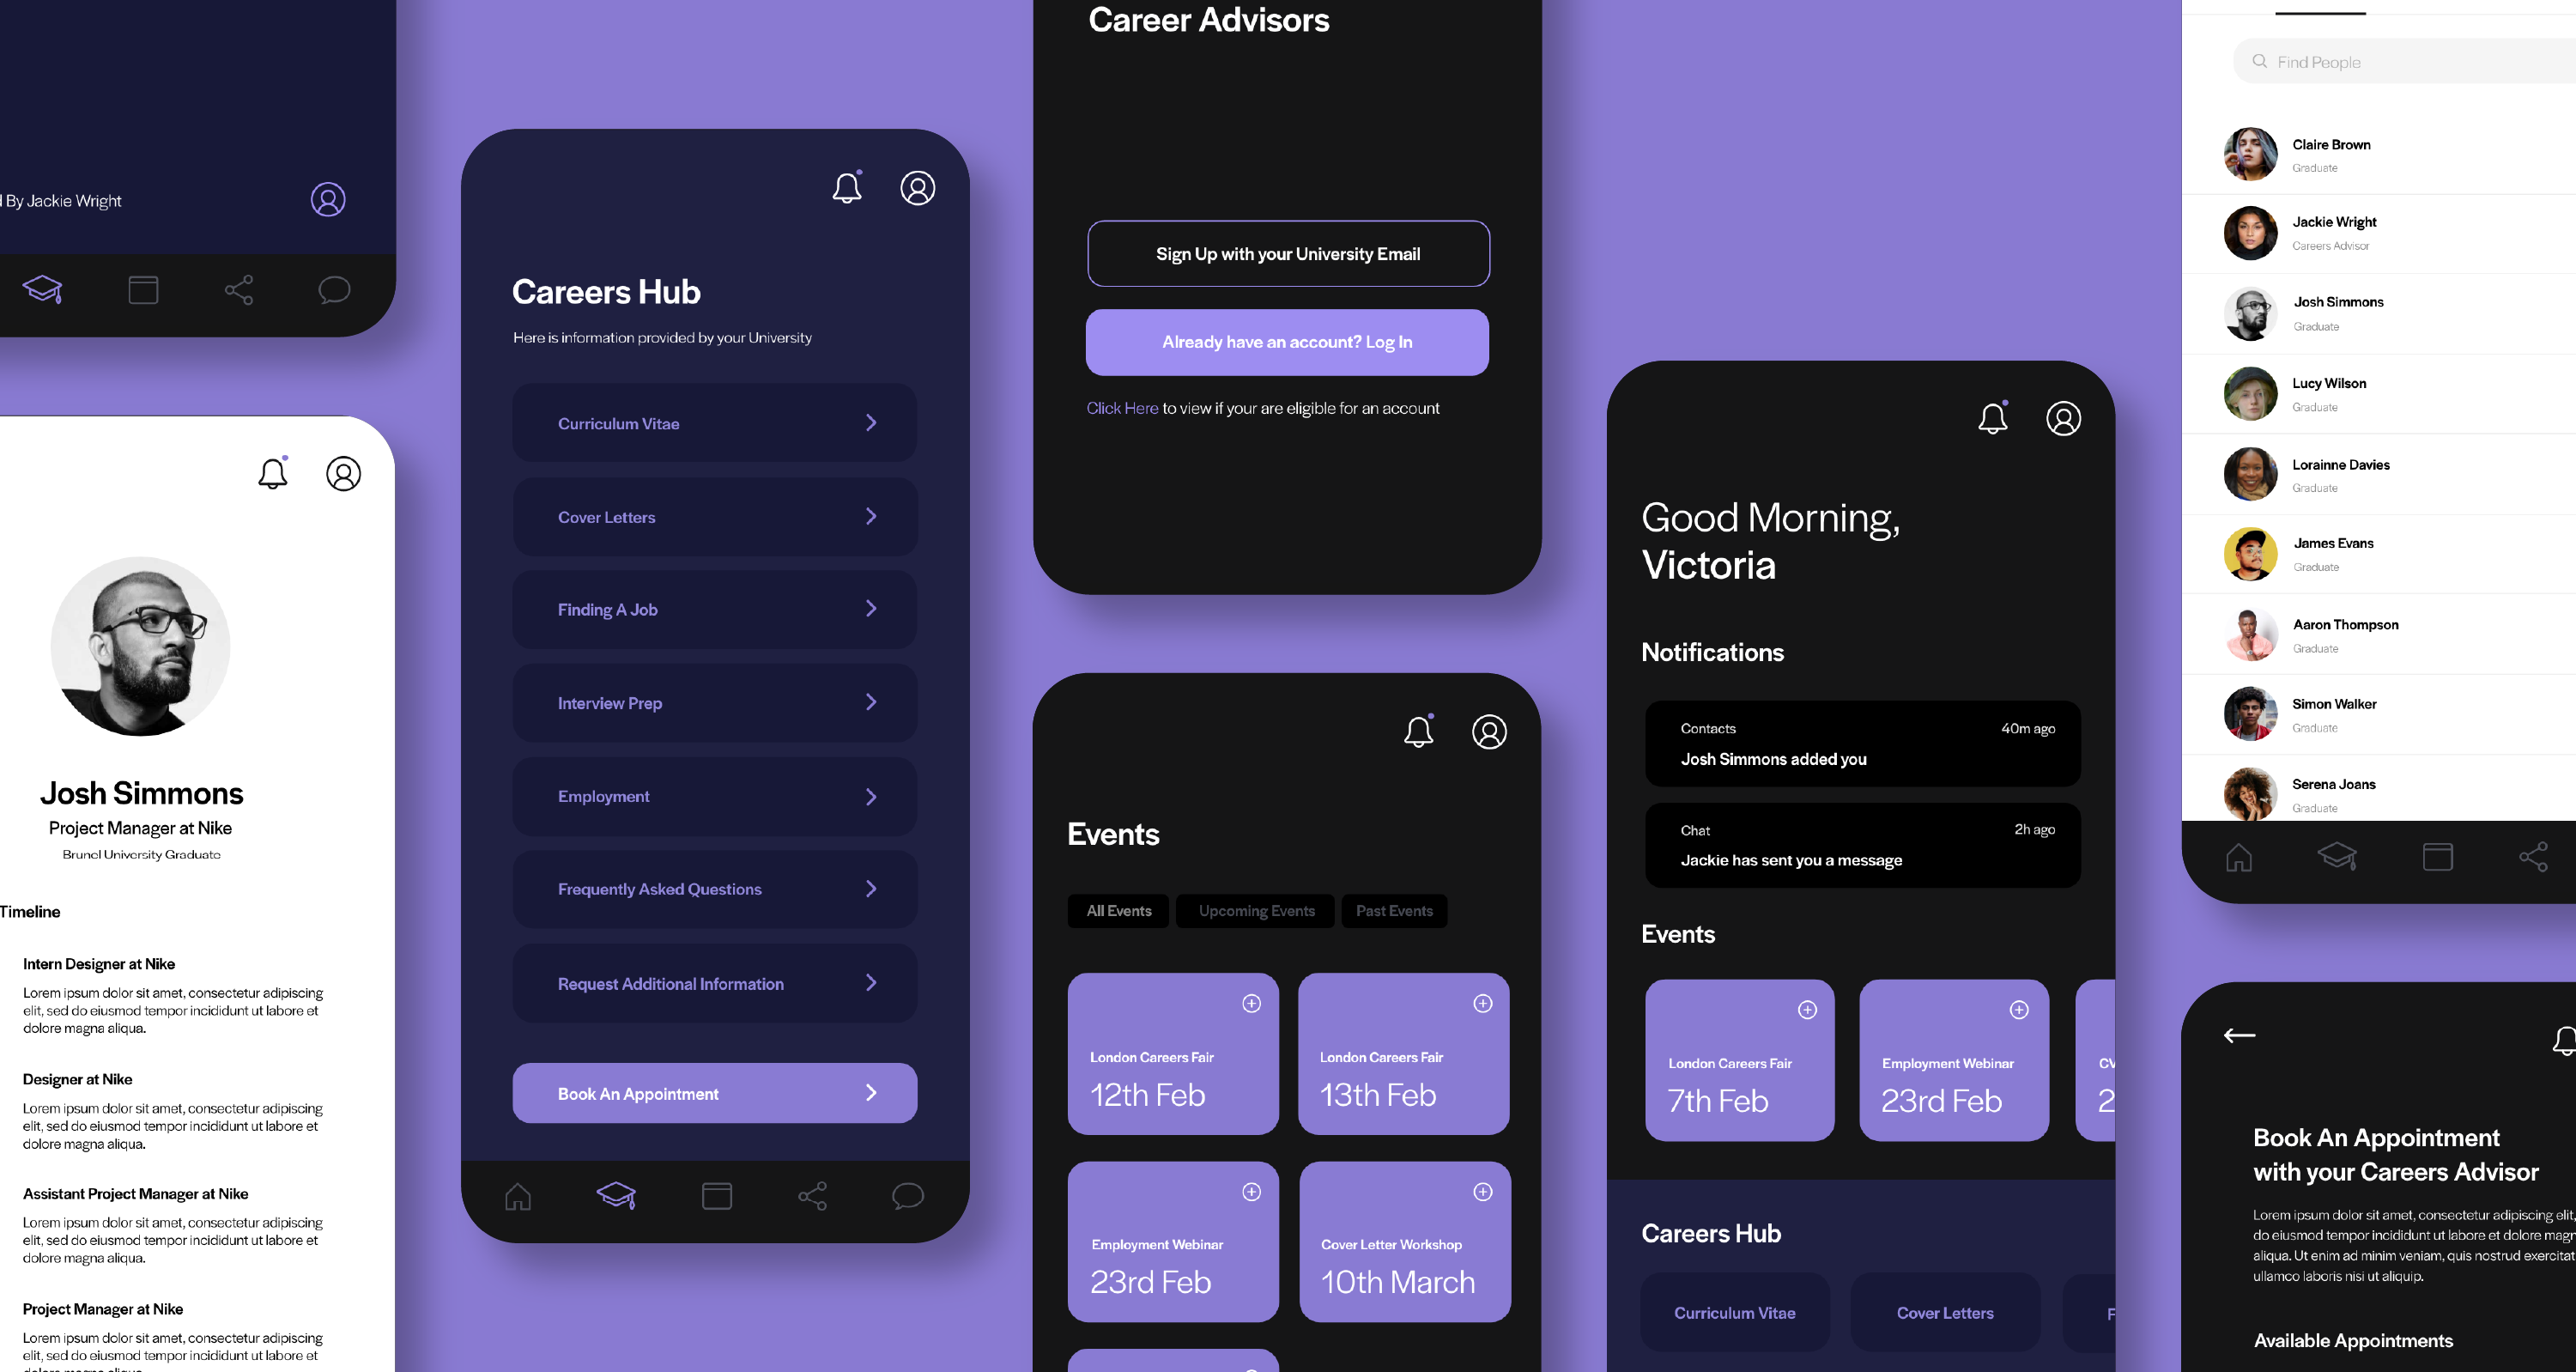 By Jackie Wright
Josh Simmons
Project Manager at Nike
Brunel University Graduate
Timeline
Intern Designer at Nike
Lorem ipsum dolor sit amet, consectetur adipiscing
elit, sed do eiusmod tempor incididunt ut labore et
dolore magna aliqua.
Designer at Nike
Lorem ipsum dolor sit amet, consectetur adipiscing
elit, sed do eiusmod tempor incididunt ut labore et
dolore magna aliqua.
Assistant Project Manager at Nike
Lorem ipsum dolor sit amet, consectetur adipiscing
elit, sed do eiusmod tempor incididunt ut labore et
dolore magna aliqua.
Project Manager at Nike
Lorem ipsum dolor sit amet, consectetur adipiscing
elit, sed do eiusmod tempor incididunt ut labore et
Careers Hub
Here is information provided by your University
Curriculum Vitae
Cover Letters
Finding A Job
Interview Prep
Employment
Frequently Asked Questions
Request Additional Information
Book An Appointment
Career Advisors
Sign Up with your University Email
Already have an account? Log In
Click Here to view if your are eligible for an account
Events
All Events Upcoming Events Past Events
London Careers Fair
12th Feb
London Careers Fair
13th Feb
Employment Webinar
23rd Feb
Cover Letter Workshop
10th March
Good Morning,
Victoria
Notifications
Contacts 40m ago
Josh Simmons added you
Chat 2h ago
Jackie has sent you a message
Events
London Careers Fair
7th Feb
Employment Webinar
23rd Feb
CV
2
Careers Hub
Curriculum Vitae
Cover Letters
F
Find People
Claire Brown
Graduate
Jackie Wright
Careers Advisor
Josh Simmons
Graduate
Lucy Wilson
Graduate
Lorainne Davies
Graduate
James Evans
Graduate
Aaron Thompson
Graduate
Simon Walker
Graduate
Serena Joans
Graduate
Book An Appointment
with your Careers Advisor
Lorem ipsum dolor sit amet, consectetur adipiscing elit,
do eiusmod tempor incididunt ut labore et dolore magn
aliqua. Ut enim ad minim veniam, quis nostrud exercitat
ullamco laboris nisi ut aliquip.
Available Appointments